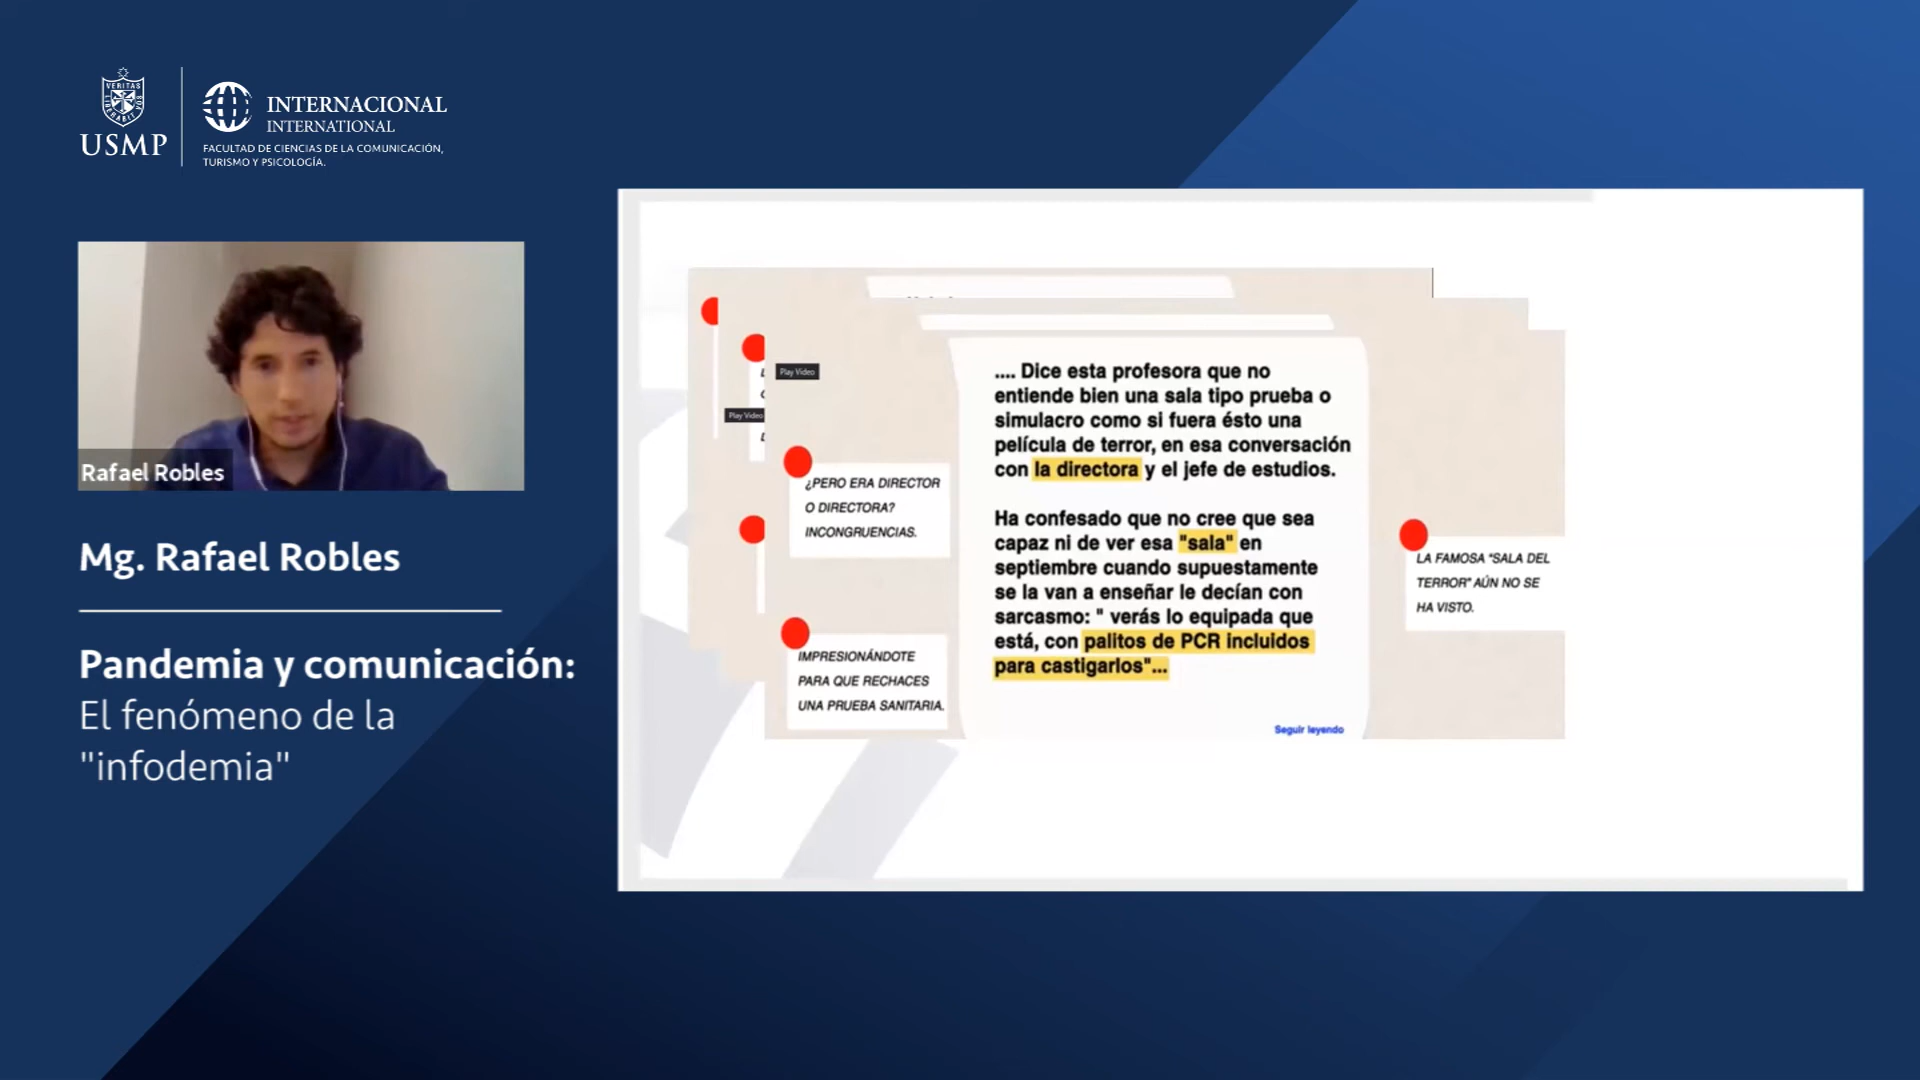 VERITAS
LIBERABIT VOS
USMP
INTERNACIONAL
INTERNATIONAL
FACULTAD DE CIENCIAS DE LA COMUNICACIÓN,
TURISMO Y PSICOLOGÍA.
Rafael Robles
Mg. Rafael Robles
Pandemia y comunicación:
El fenómeno de la
"infodemia"
Play Video
Play Video
¿PERO ERA DIRECTOR
O DIRECTORA?
INCONGRUENCIAS.
IMPRESIONÁNDOTE
PARA QUE RECHACES
UNA PRUEBA SANITARIA.
.... Dice esta profesora que no
entiende bien una sala tipo prueba o
simulacro como si fuera ésto una
película de terror, en esa conversación
con la directora y el jefe de estudios.
Ha confesado que no cree que sea
capaz ni de ver esa "sala" en
septiembre cuando supuestamente
se la van a enseñar le decían con
sarcasmo: " verás lo equipada que
está, con palitos de PCR incluidos
para castigarlos"...
Seguir leyendo
LA FAMOSA "SALA DEL
TERROR" AÚN NO SE
HA VISTO.